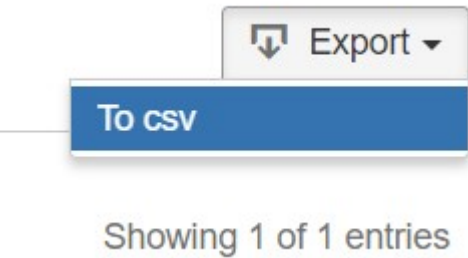 Export
To csv
Showing 1 of 1 entries